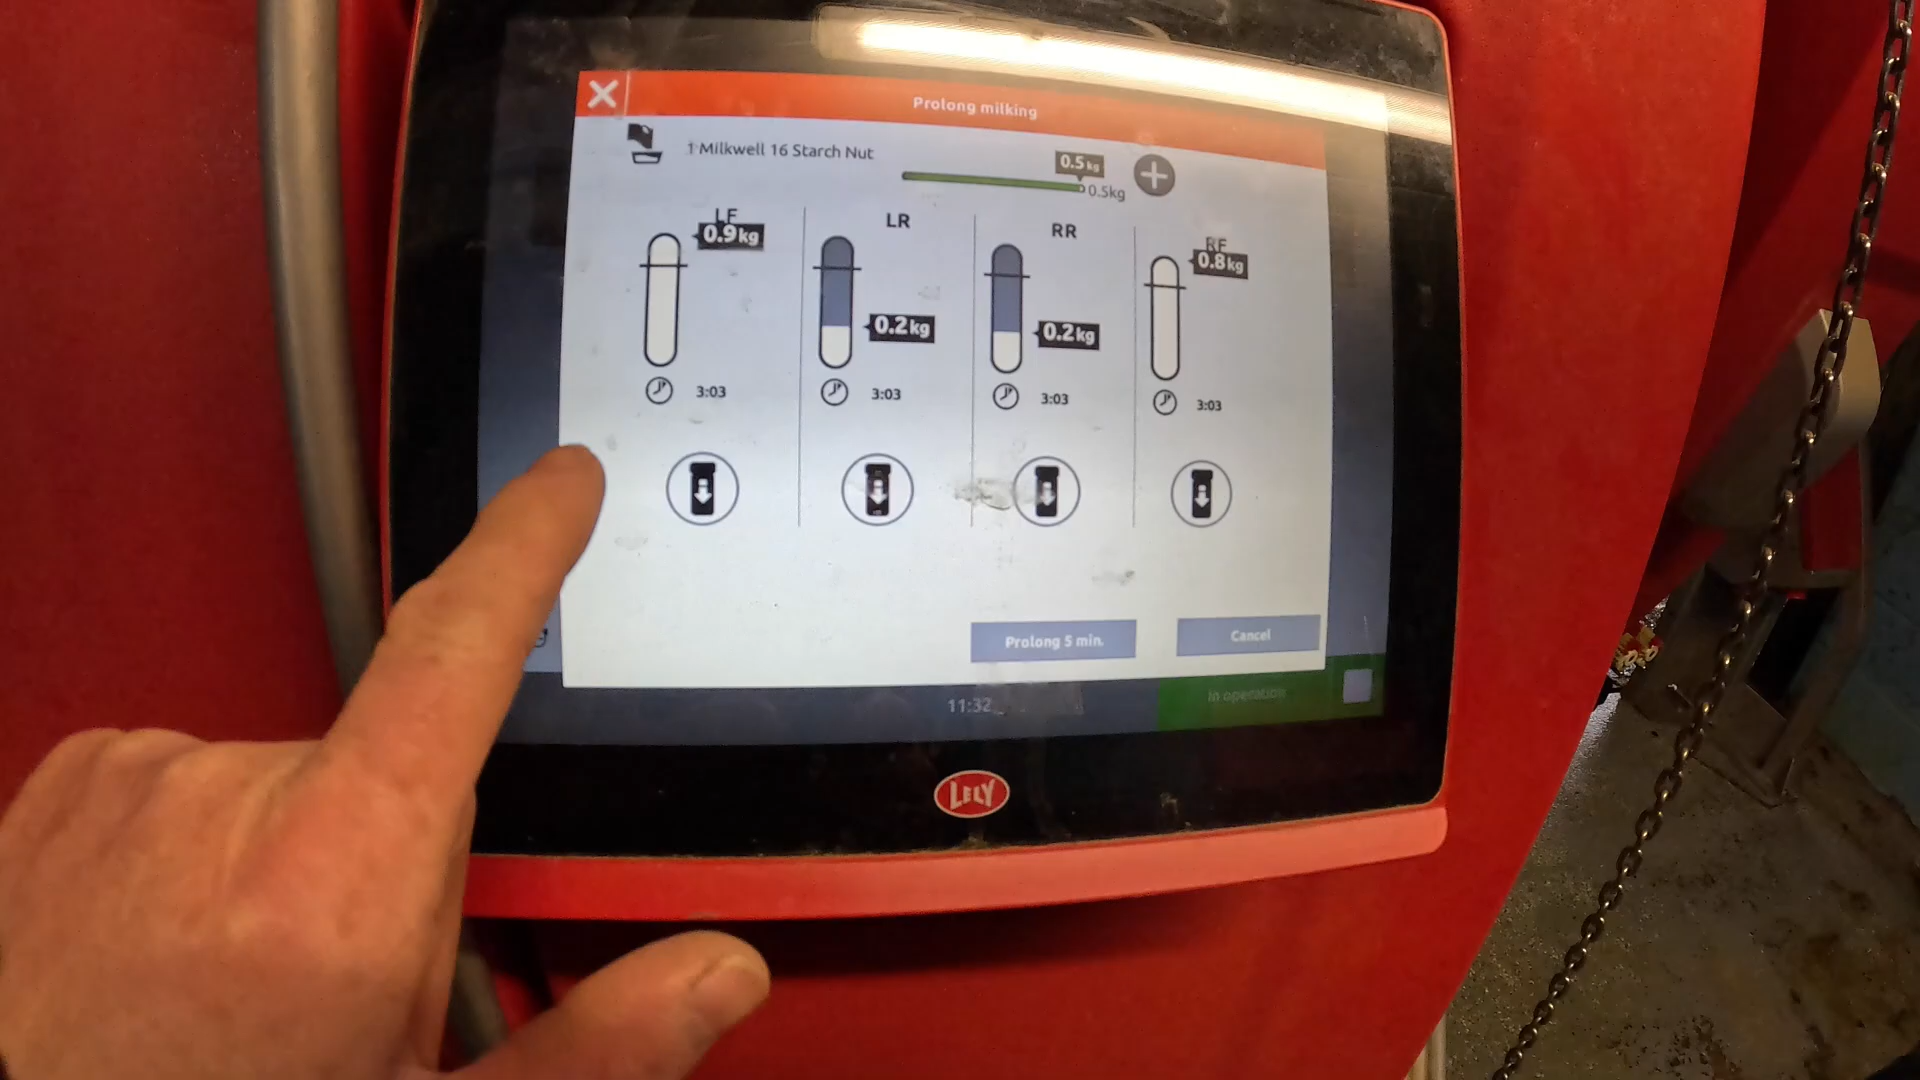 Prolong milking
1 Milkwell 16 Starch Nut
0.5 kg
0.5kg
LF
LR
RR
RF
0.9kg
0.2kg
0.2kg
0.8kg
3:03
3:03
3:03
3:03
Prolong 5 min.
Cancel
11:32
In operation
LELY